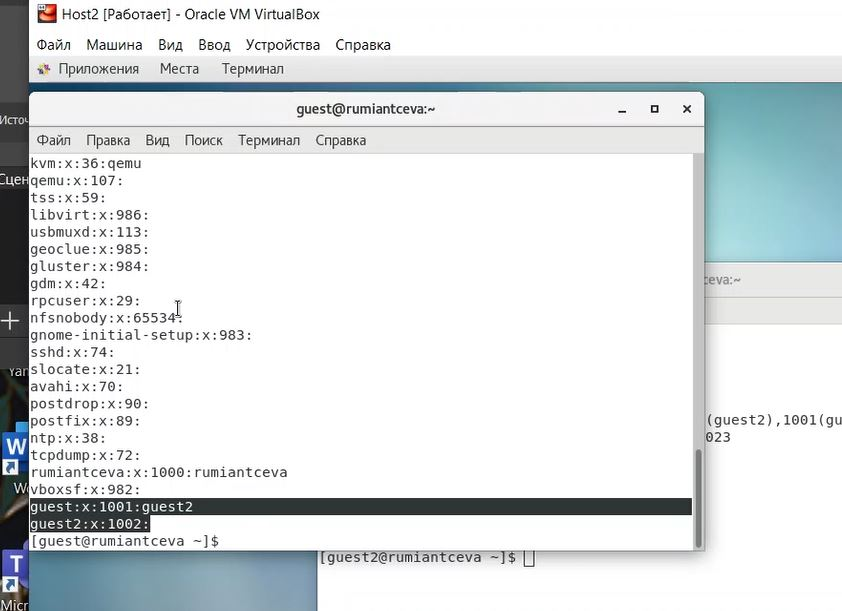 Host2 [Работает] - Oracle VM VirtualBox
Файл Машина Вид Ввод Устройства Справка
Приложения Места Терминал
guest@rumiantceva:~
Файл Правка Вид Поиск Терминал Справка
kvm:x:36:qemu
qemu:x:107:
tss:x:59:
libvirt:x:986:
usbmuxd:x:113:
geoclue:x:985:
gluster:x:984:
gdm:x:42:
rpcuser:x:29:
nfsnobody:x:65534:
gnome-initial-setup:x:983:
sshd:x:74:
slocate:x:21:
avahi:x:70:
postdrop:x:90:
postfix:x:89:
ntp:x:38:
tcpdump:x:72:
rumiantceva:x:1000:rumiantceva
vboxsf:x:982:
guest:x:1001:guest2
guest2:x:1002:
[guest@rumiantceva ~]$
ceva:~
(guest2),1001(gu
023
[guest2@rumiantceva ~]$
Источ
Сцен
Yan
W
Wo
T
Micr